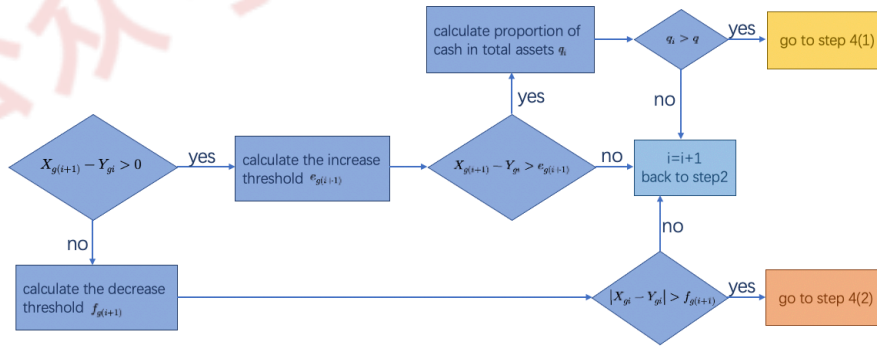 calculate proportion of
cash in total assets q_i
q_i > q
yes
go to step 4(1)
yes
no
X_{g(i+1)} − Y_{gi} > 0
yes
calculate the increase
threshold e_{g(i+1)}
X_{g(i+1)} − Y_{gi} > e_{g(i+1)}
no
i=i+1
back to step2
no
no
calculate the decrease
threshold f_{g(i+1)}
|X_{gi} − Y_{gi}| > f_{g(i+1)}
yes
go to step 4(2)